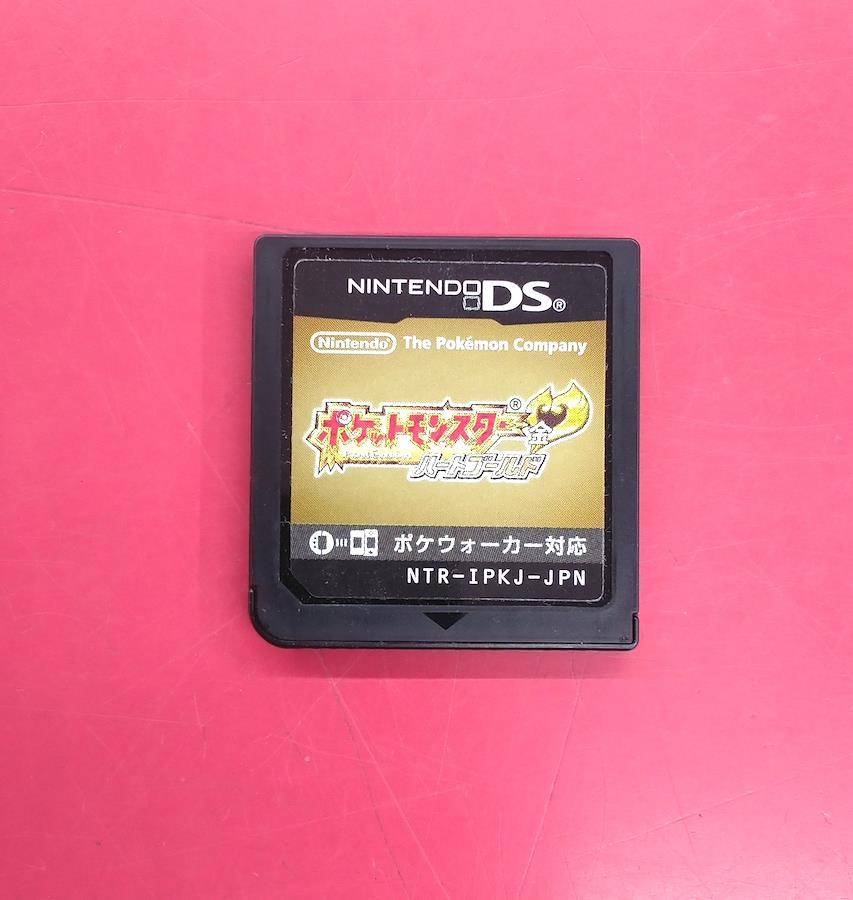 NINTENDO DS®
Nintendo® The Pokémon Company
ポケットモンスター®
金
ハートゴールド
ポケウォーカー対応
NTR-IPKJ-JPN